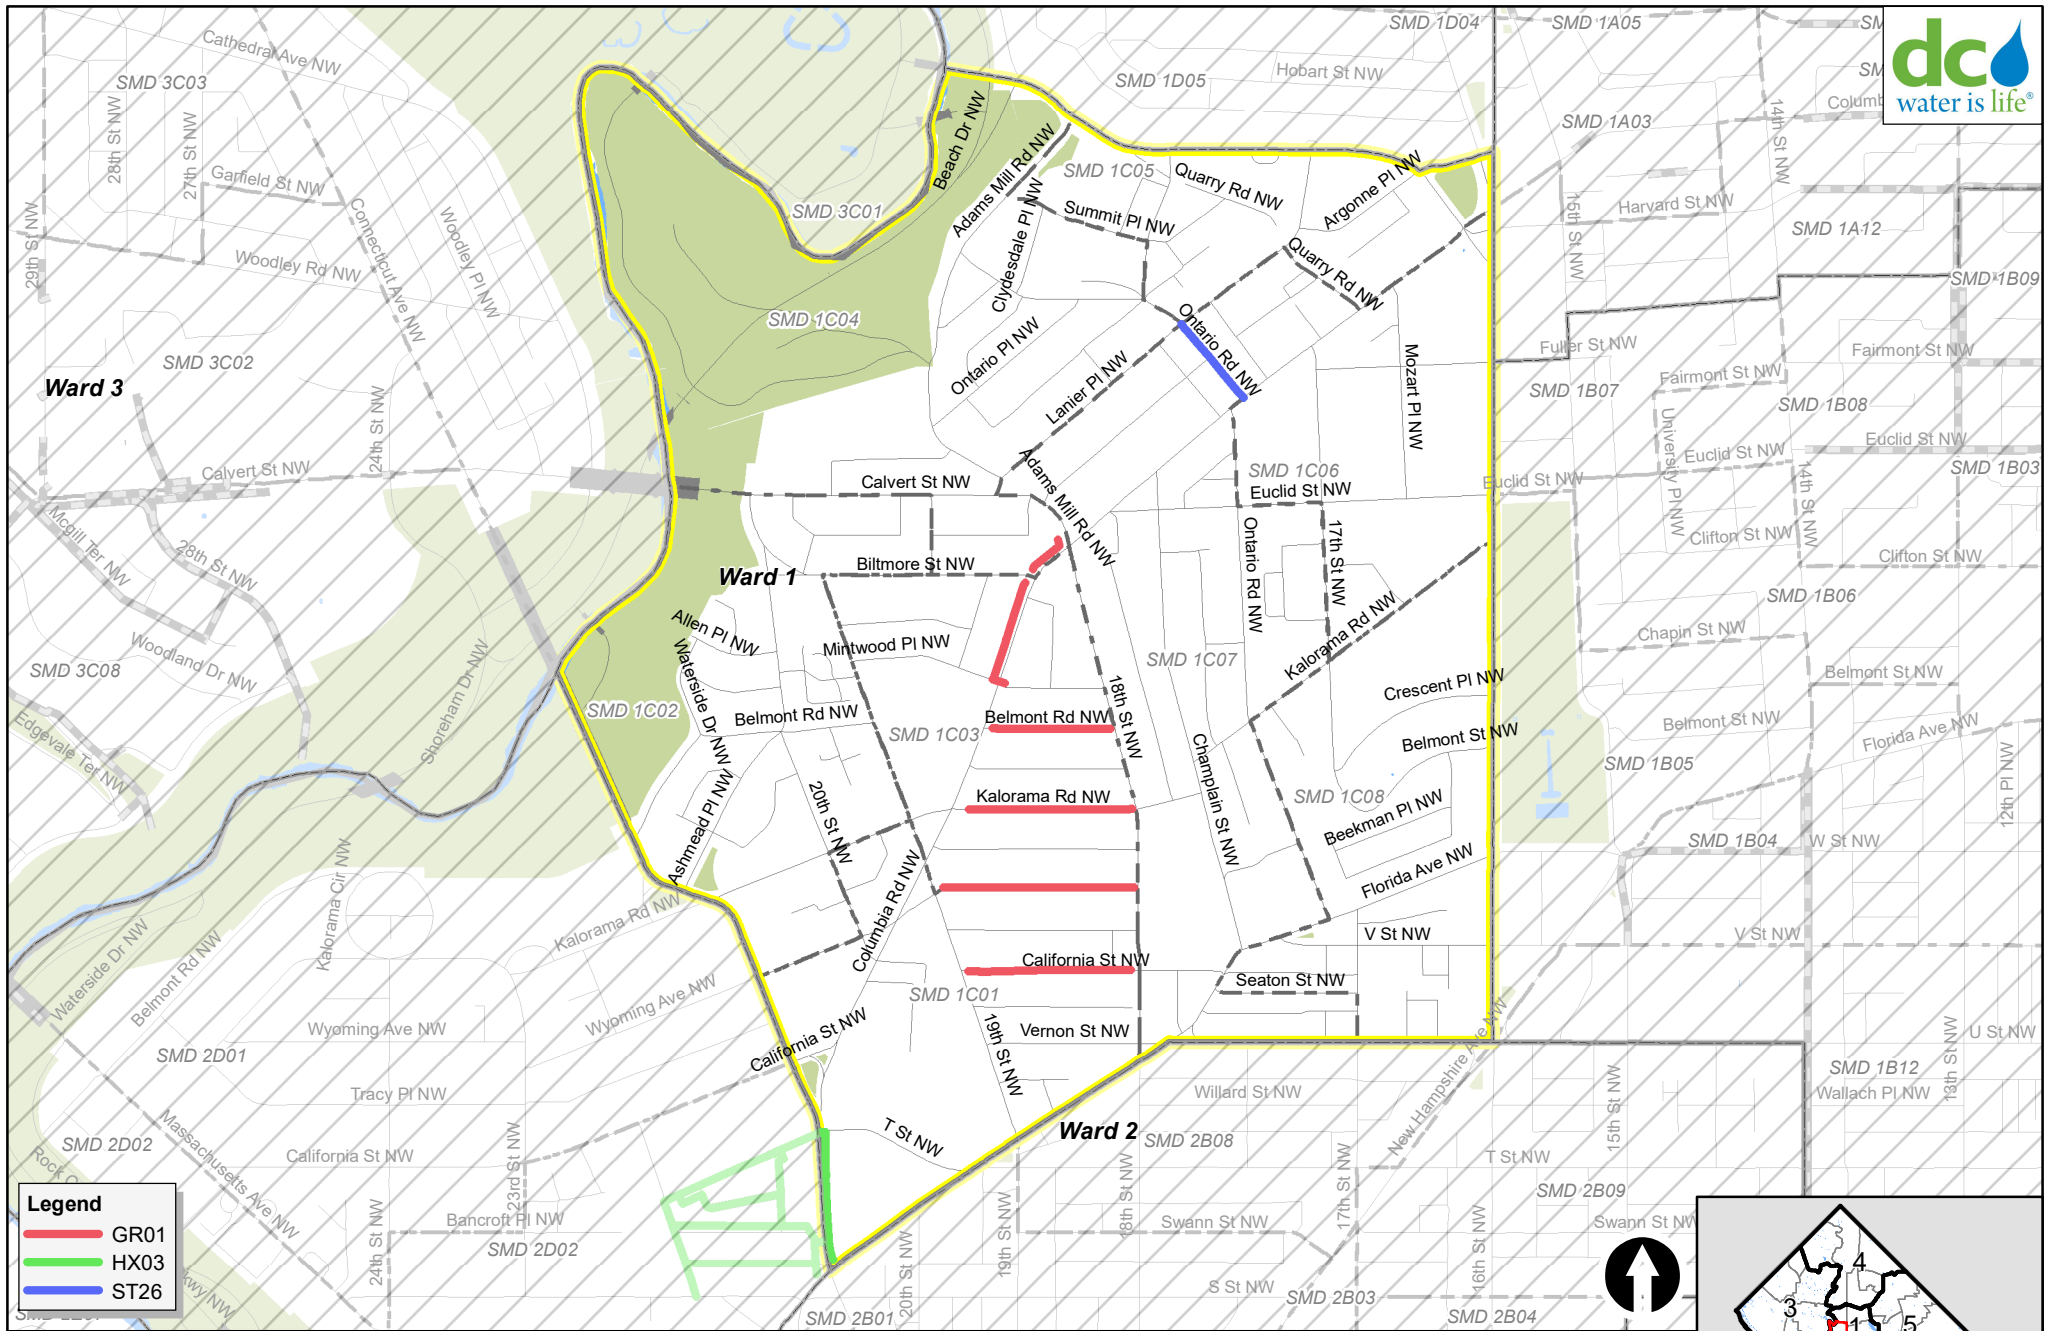 SMD 1D04
SMD 1A05
SM
dc
water is life®
Cathedral Ave NW
SMD 3C03
28th St NW
27th St NW
Garfield St NW
Connecticut Ave NW
Woodley Pl NW
29th St NW
Woodley Rd NW
SMD 3C02
Ward 3
24th St NW
Calvert St NW
Mcgill Ter NW
28th St NW
Woodland Dr NW
SMD 3C08
Edgevale Ter NW
Shoreham Dr NW
SMD 1D05
Hobart St NW
SM
Columb
14th St NW
SMD 1A03
Harvard St NW
15th St NW
SMD 1A12
SMD 1B09
Fuller St NW
Fairmont St NW
Fairmont St NW
SMD 1B07
SMD 1B08
University Pl NW
Euclid St NW
Euclid St NW
SMD 1B03
Euclid St NW
14th St NW
Clifton St NW
Clifton St NW
SMD 1B06
Chapin St NW
Belmont St NW
Belmont St NW
Florida Ave NW
SMD 1B05
12th Pl NW
SMD 1B04
W St NW
V St NW
Beach Dr NW
Adams Mill Rd NW
SMD 1C05
Quarry Rd NW
Argonne Pl NW
SMD 3C01
Clydesdale Pl NW
Summit Pl NW
Quarry Rd NW
SMD 1C04
Ontario Pl NW
Ontario Rd NW
Lanier Pl NW
Mozart Pl NW
Adams Mill Rd NW
Calvert St NW
SMD 1C06
Euclid St NW
Ontario Rd NW
17th St NW
Ward 1
Biltmore St NW
Allen Pl NW
Mintwood Pl NW
Waterside Dr NW
Kalorama Rd NW
SMD 1C07
18th St NW
Crescent Pl NW
SMD 1C02
Belmont Rd NW
SMD 1C03
Belmont Rd NW
Belmont St NW
Champlain St NW
Ashmead Pl NW
20th St NW
Kalorama Rd NW
SMD 1C08
Beekman Pl NW
Florida Ave NW
Columbia Rd NW
V St NW
California St NW
Seaton St NW
SMD 1C01
19th St NW
Vernon St NW
California St NW
T St NW
Kalorama Cir NW
Kalorama Rd NW
Waterside Dr NW
Belmont Rd NW
Wyoming Ave NW
Wyoming Ave NW
SMD 2D01
Tracy Pl NW
Massachusetts Ave NW
SMD 2D02
California St NW
23rd St NW
24th St NW
Bancroft Pl NW
SMD 2D02
New Hampshire Ave NW
U St NW
13th St NW
SMD 1B12
Wallach Pl NW
Willard St NW
15th St NW
Ward 2
SMD 2B08
T St NW
SMD 2B09
18th St NW
17th St NW
16th St NW
Swann St NW
Swann St NW
19th St NW
20th St NW
S St NW
SMD 2B03
SMD 2B04
SMD 2B01
Legend
GR01
HX03
ST26
4
3
1
5